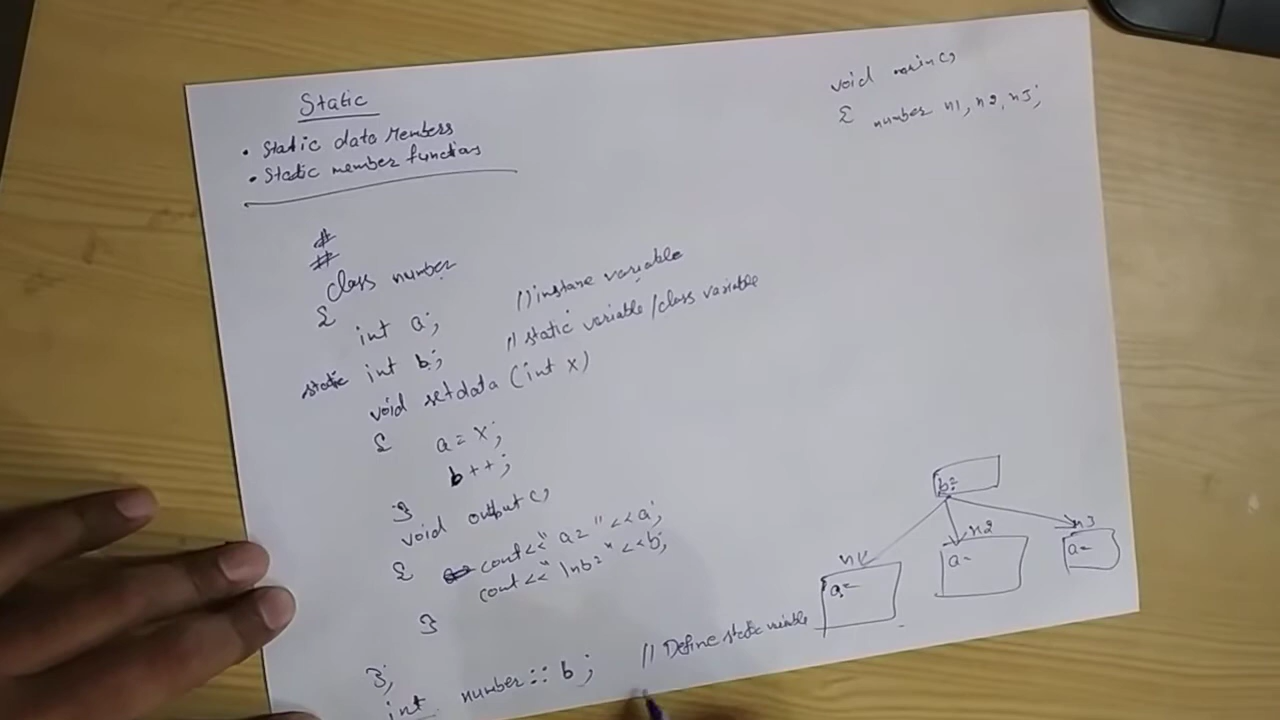 Static
• Static data Members
• Static member functions
#
#
class number
{
int a; // instane variable
static int b; // static variable / class variable
void setdata (int x)
{ a = x;
b++;
}
void output()
{ cout<<"a="<<a;
cout<<"\nb="<<b;
}
};
int number::b; // Define static variable
void main()
{ number n1, n2, n3;
b=
n1 n2 n3
a= a= a=